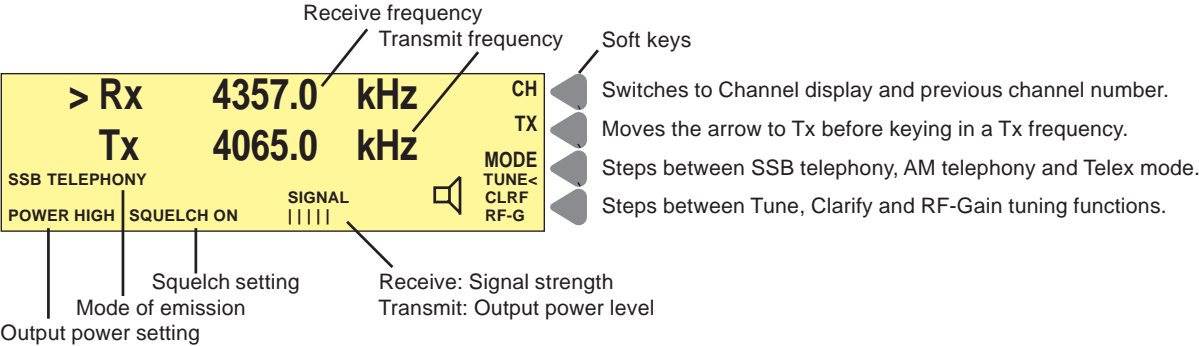 Receive frequency
Transmit frequency
Soft keys
> Rx 4357.0 kHz
CH
Switches to Channel display and previous channel number.
Tx 4065.0 kHz
TX
Moves the arrow to Tx before keying in a Tx frequency.
MODE
Steps between SSB telephony, AM telephony and Telex mode.
SSB TELEPHONY
TUNE<
CLRF
RF-G
Steps between Tune, Clarify and RF-Gain tuning functions.
SIGNAL
POWER HIGH SQUELCH ON |||||
Squelch setting
Receive: Signal strength
Mode of emission
Transmit: Output power level
Output power setting